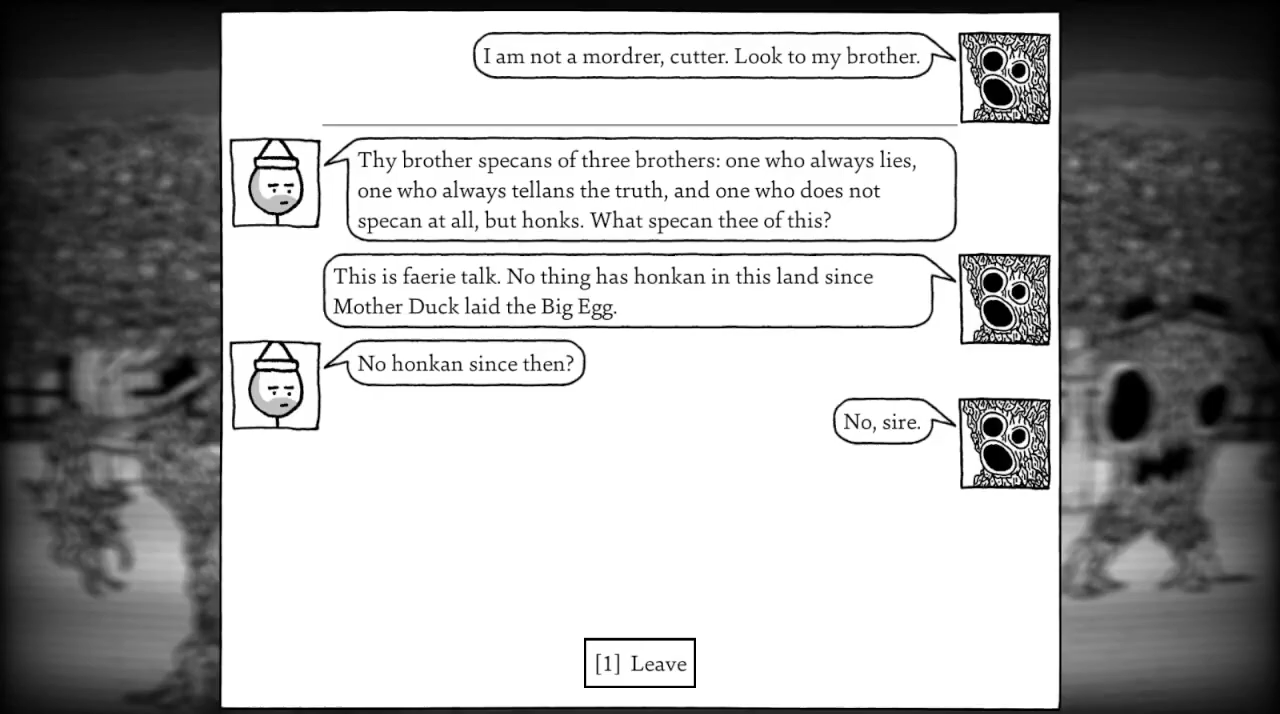 I am not a mordrer, cutter. Look to my brother.
Thy brother specans of three brothers: one who always lies,
one who always tellans the truth, and one who does not
specan at all, but honks. What specan thee of this?
This is faerie talk. No thing has honkan in this land since
Mother Duck laid the Big Egg.
No honkan since then?
No, sire.
[1] Leave